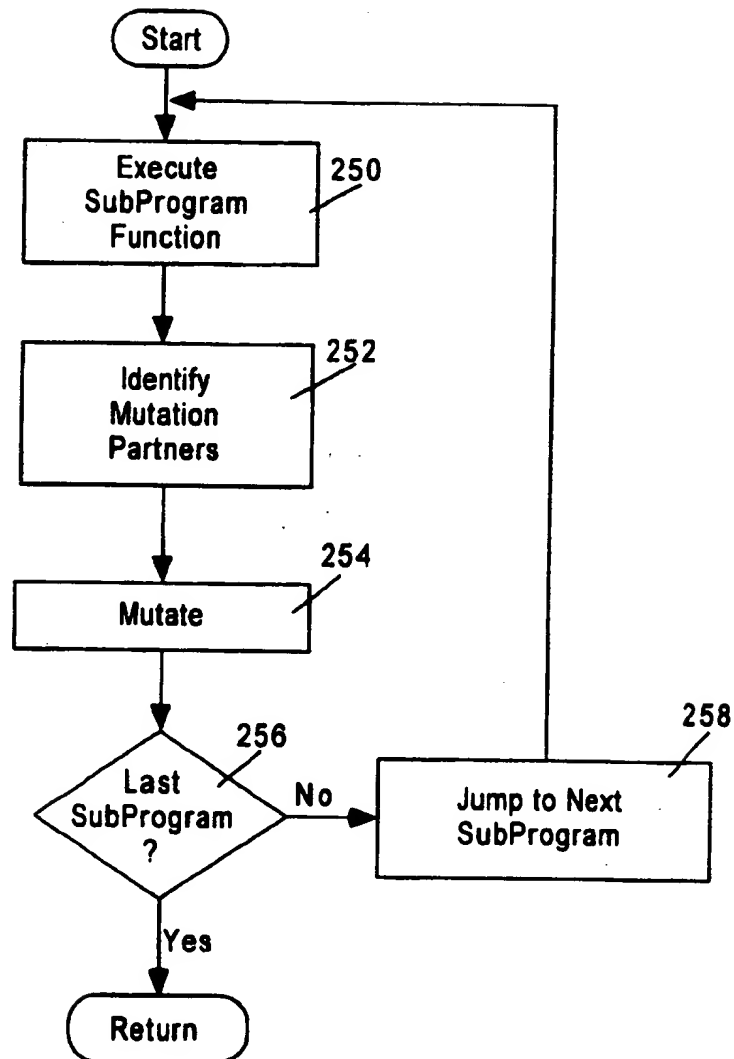 Start
Execute
SubProgram
Function
250
Identify
Mutation
Partners
252
Mutate
254
Last
SubProgram
?
256
No
Jump to Next
SubProgram
258
Yes
Return